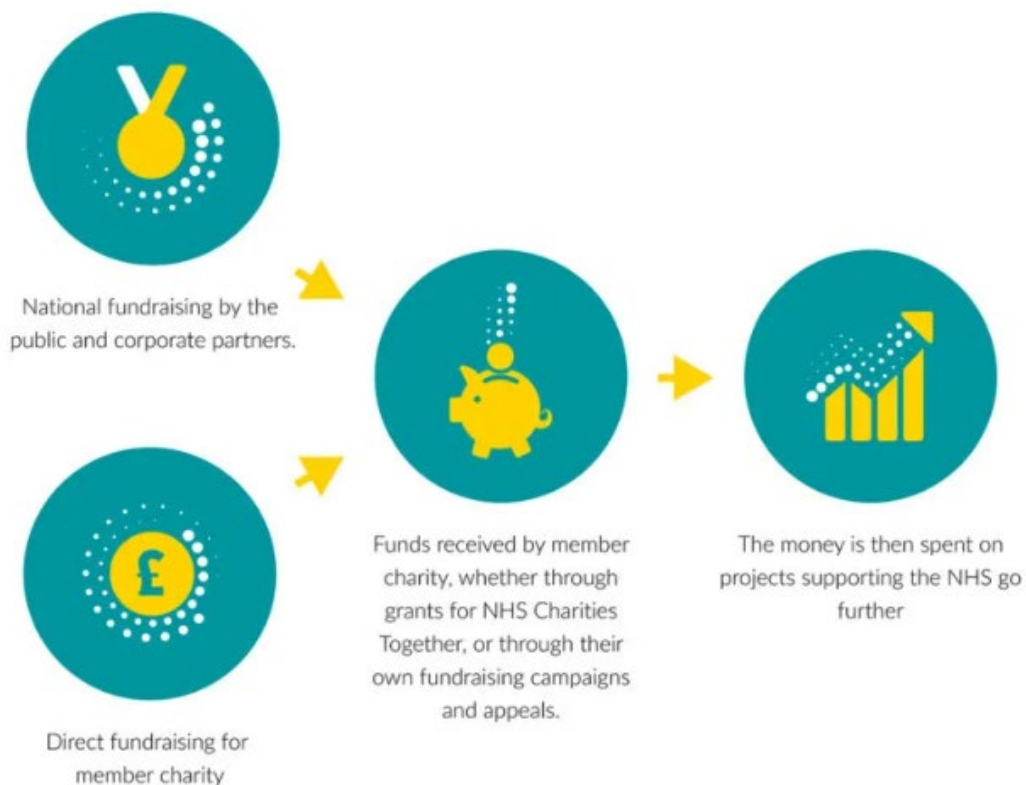 National fundraising by the
public and corporate partners.
£
Direct fundraising for
member charity
Funds received by member
charity, whether through
grants for NHS Charities
Together, or through their
own fundraising campaigns
and appeals.
The money is then spent on
projects supporting the NHS go
further